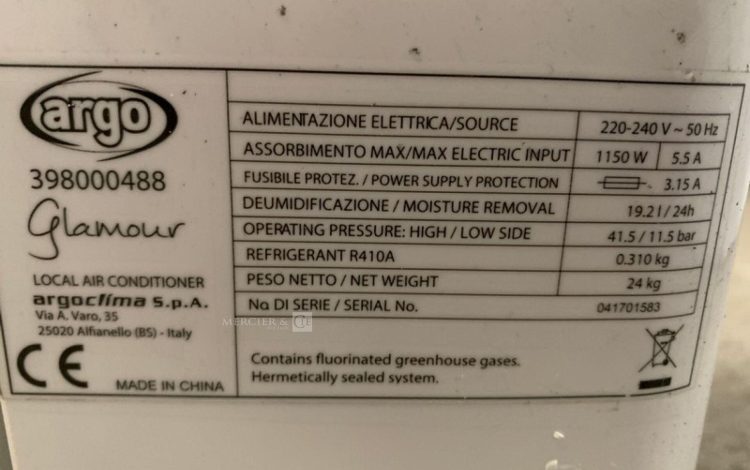 argo
398000488
Glamour
LOCAL AIR CONDITIONER
argoclima S.p.A.
Via A. Varo, 35
25020 Alfianello (BS) - Italy
CE
MADE IN CHINA
ALIMENTAZIONE ELETTRICA/SOURCE 220-240 V ~ 50 Hz
ASSORBIMENTO MAX/MAX ELECTRIC INPUT 1150 W 5.5 A
FUSIBILE PROTEZ. / POWER SUPPLY PROTECTION 3.15 A
DEUMIDIFICAZIONE / MOISTURE REMOVAL 19.2 l / 24h
OPERATING PRESSURE: HIGH / LOW SIDE 41.5 / 11.5 bar
REFRIGERANT R410A 0.310 kg
PESO NETTO / NET WEIGHT 24 kg
No DI SERIE / SERIAL No. 041701583
MERCIER &
Contains fluorinated greenhouse gases.
Hermetically sealed system.